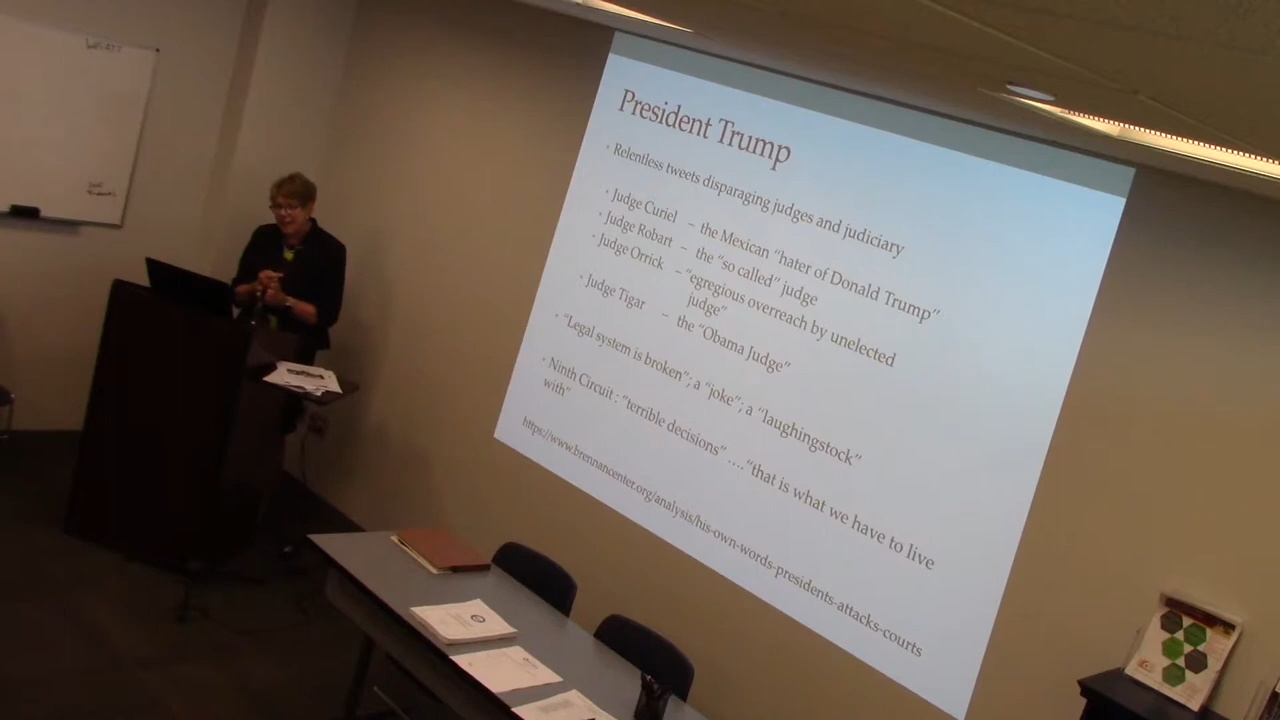 President Trump
• Relentless tweets disparaging judges and judiciary
• Judge Curiel – the Mexican “hater of Donald Trump”
• Judge Robart – the “so called” judge
• Judge Orrick – “egregious overreach by unelected
judge”
• Judge Tigar – the “Obama Judge”
• “Legal system is broken”; a “joke”; a “laughingstock”
• Ninth Circuit : “terrible decisions” …. “that is what we have to live
with”
https://www.brennancenter.org/analysis/his-own-words-presidents-attacks-courts